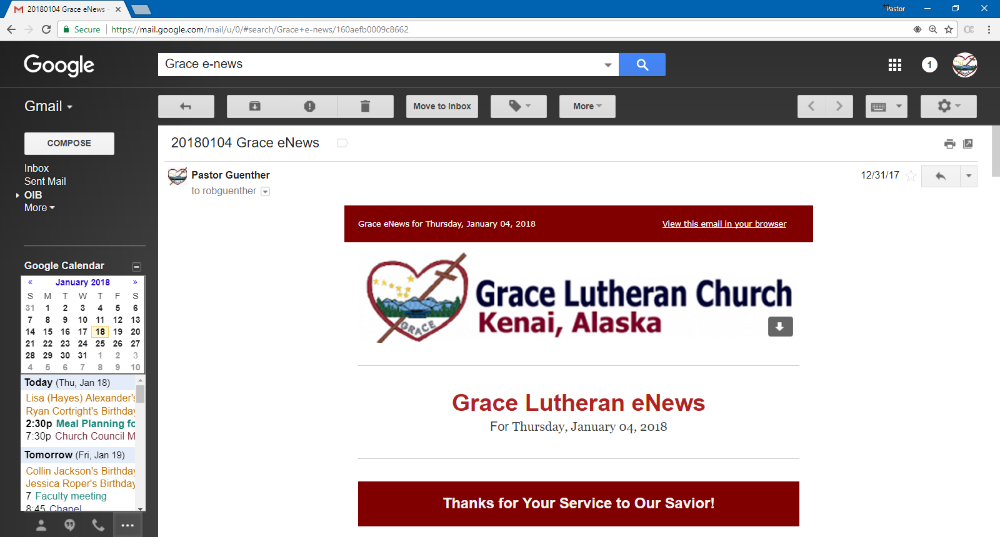 20180104 Grace eNews -
Pastor
Secure
https://mail.google.com/mail/u/0/#search/Grace+e-news/160aefb0009c8662
Google
Grace e-news
1
Gmail
Move to Inbox
More
COMPOSE
Inbox
Sent Mail
OIB
More
20180104 Grace eNews
Pastor Guenther
12/31/17
to robguenther
Grace eNews for Thursday, January 04, 2018
View this email in your browser
GRACE
Grace Lutheran Church
Kenai, Alaska
Grace Lutheran eNews
For Thursday, January 04, 2018
Thanks for Your Service to Our Savior!
Google Calendar
« January 2018 »
S M T W T F S
31 1 2 3 4 5 6
7 8 9 10 11 12 13
14 15 16 17 18 19 20
21 22 23 24 25 26 27
28 29 30 31 1 2 3
4 5 6 7 8 9 10
Today (Thu, Jan 18)
Lisa (Hayes) Alexander's
Ryan Cortright's Birthday
2:30p Meal Planning fo
7:30p Church Council M
Tomorrow (Fri, Jan 19)
Collin Jackson's Birthday
Jessica Roper's Birthday
7 Faculty meeting
8:45 Chapel